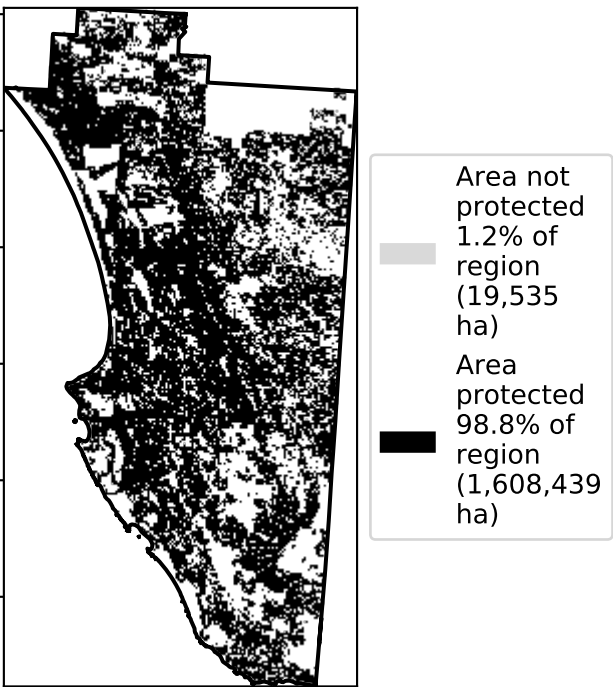 Area not
protected
1.2% of
region
(19,535
ha)
Area
protected
98.8% of
region
(1,608,439
ha)